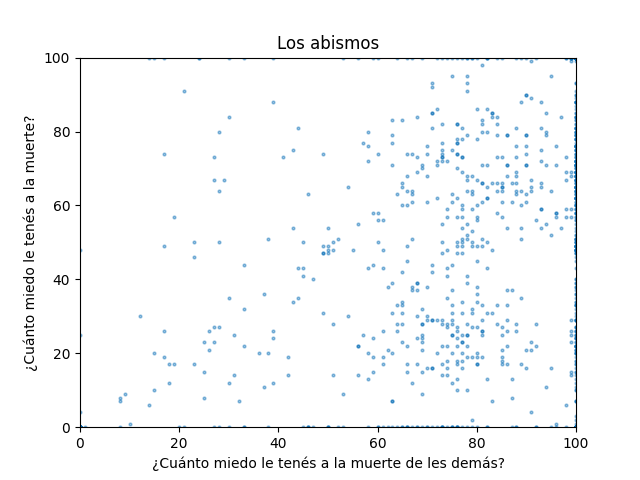 Los abismos
¿Cuánto miedo le tenés a la muerte?
100
80
60
40
20
0
0 20 40 60 80 100
¿Cuánto miedo le tenés a la muerte de les demás?